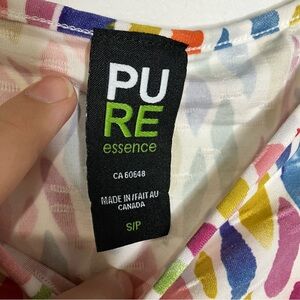 PU
RE
essence
CA 60648
MADE IN /FAIT AU
CANADA
S/P